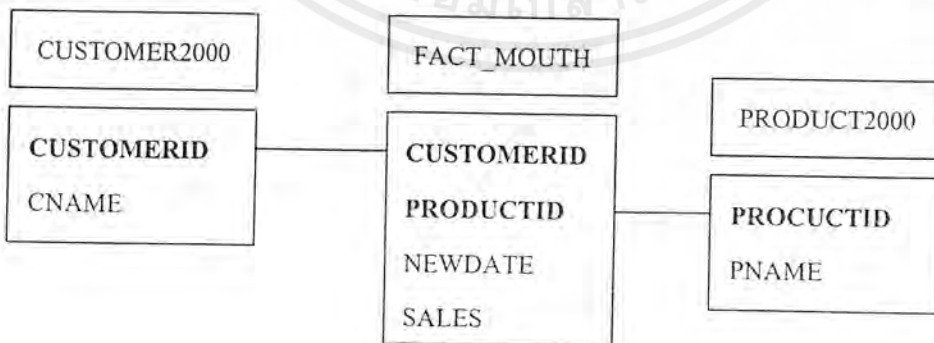 CUSTOMER2000
CUSTOMERID
CNAME
FACT_MOUTH
CUSTOMERID
PRODUCTID
NEWDATE
SALES
PRODUCT2000
PROCUCTID
PNAME